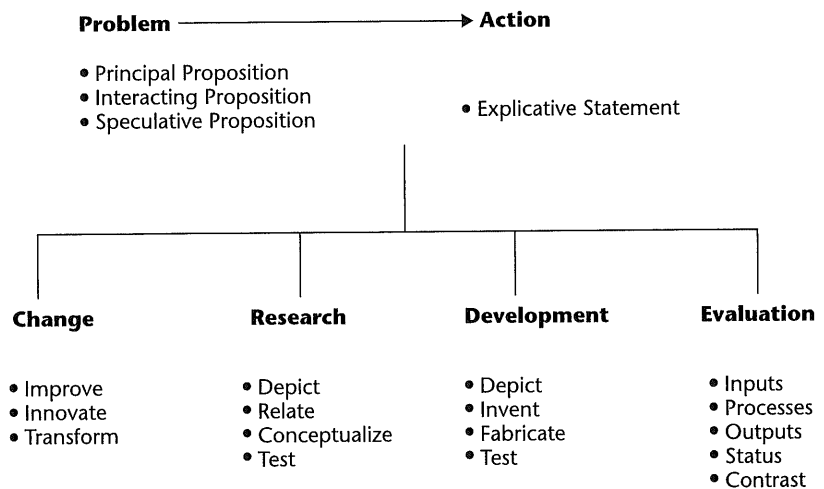 Problem
Action
• Principal Proposition
• Interacting Proposition
• Speculative Proposition
• Explicative Statement
Change
• Improve
• Innovate
• Transform
Research
• Depict
• Relate
• Conceptualize
• Test
Development
• Depict
• Invent
• Fabricate
• Test
Evaluation
• Inputs
• Processes
• Outputs
• Status
• Contrast